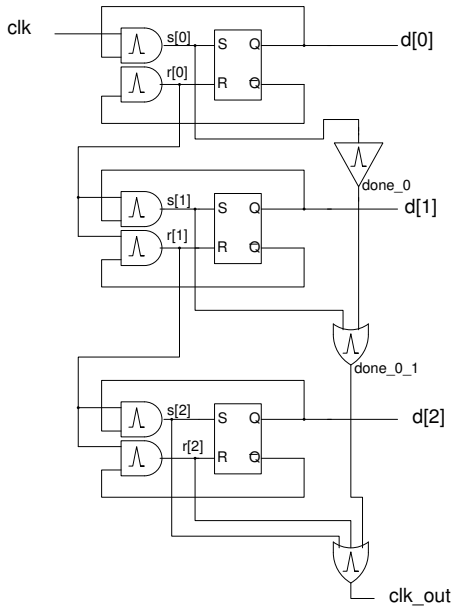 clk
s[0]
S Q
d[0]
r[0]
R Q̅
done_0
s[1]
S Q
d[1]
r[1]
R Q̅
done_0_1
s[2]
S Q
d[2]
r[2]
R Q̅
clk_out